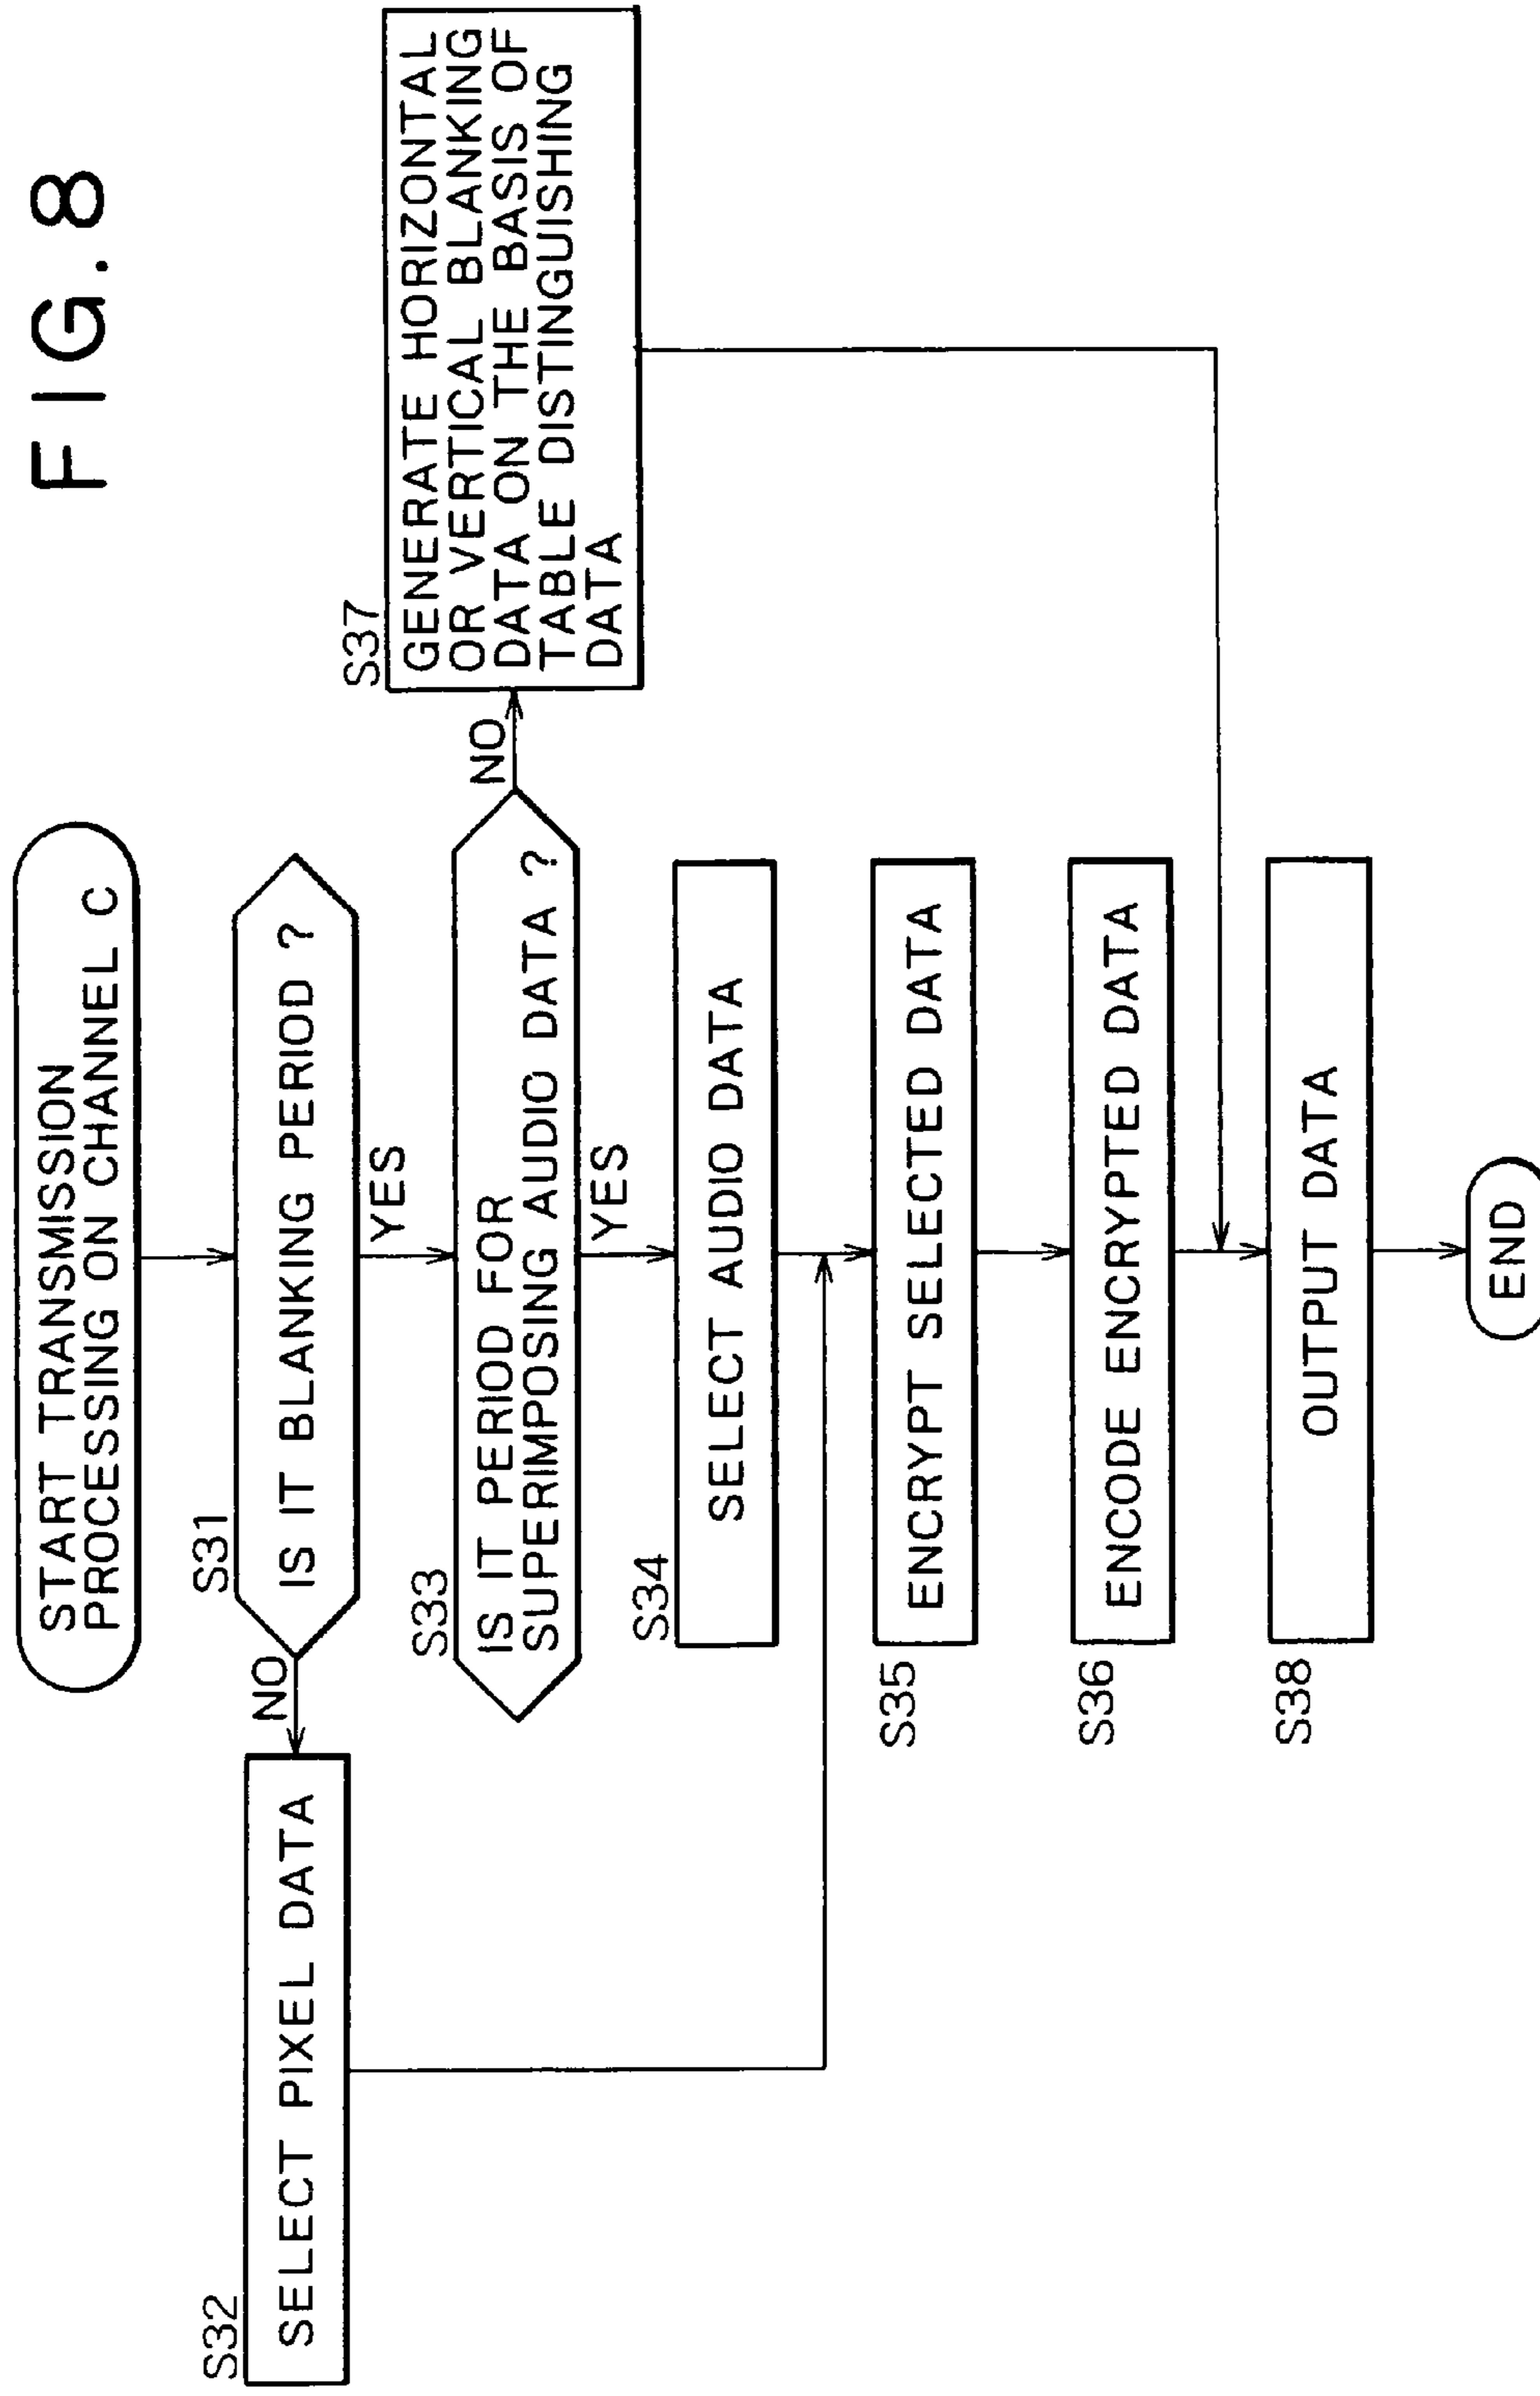 FIG.8
START TRANSMISSION
PROCESSING ON CHANNEL C
S31
IS IT BLANKING PERIOD ?
NO
YES
S32
SELECT PIXEL DATA
S33
IS IT PERIOD FOR
SUPERIMPOSING AUDIO DATA ?
NO
YES
S37
GENERATE HORIZONTAL
OR VERTICAL BLANKING
DATA ON THE BASIS OF
TABLE DISTINGUISHING
DATA
S34
SELECT AUDIO DATA
S35
ENCRYPT SELECTED DATA
S36
ENCODE ENCRYPTED DATA
S38
OUTPUT DATA
END